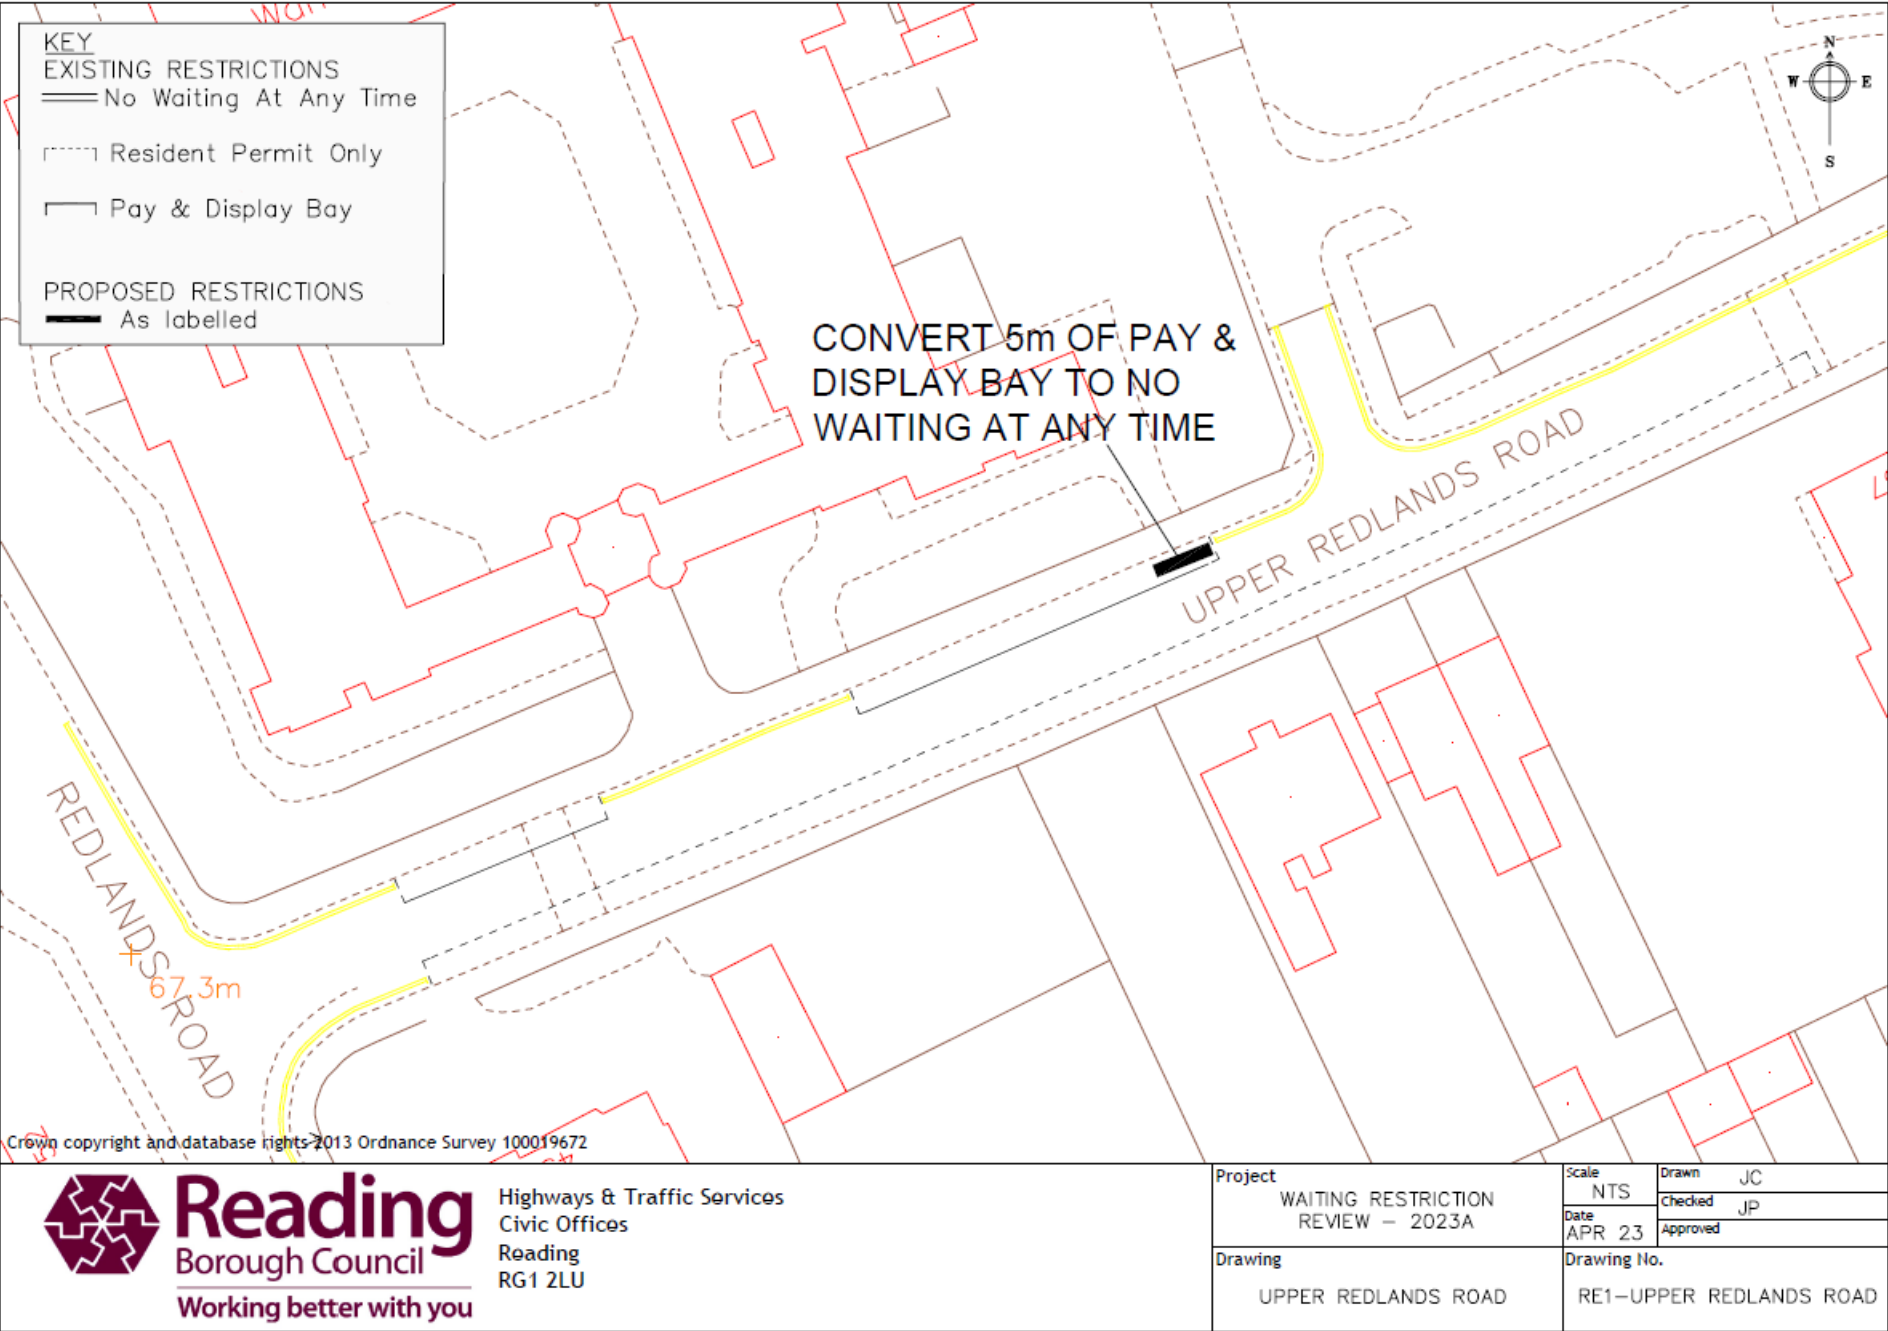 KEY
EXISTING RESTRICTIONS
No Waiting At Any Time
Resident Permit Only
Pay & Display Bay
PROPOSED RESTRICTIONS
As labelled
N
W E
S
CONVERT 5m OF PAY &
DISPLAY BAY TO NO
WAITING AT ANY TIME
UPPER REDLANDS ROAD
REDLANDS ROAD
67.3m
Crown copyright and database rights 2013 Ordnance Survey 100019672
Reading
Borough Council
Working better with you
Highways & Traffic Services
Civic Offices
Reading
RG1 2LU
Project
WAITING RESTRICTION
REVIEW – 2023A
Scale
NTS
Date
APR 23
Drawn JC
Checked JP
Approved
Drawing
UPPER REDLANDS ROAD
Drawing No.
RE1–UPPER REDLANDS ROAD